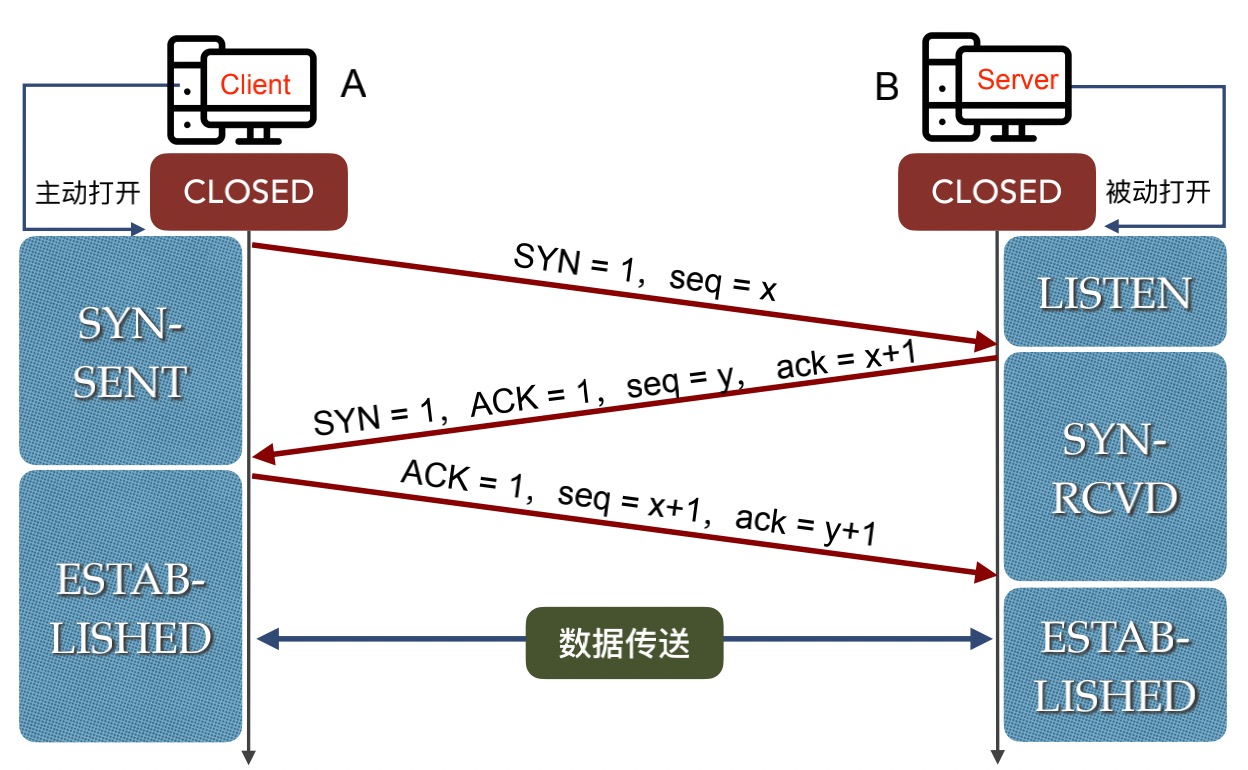 Client
A
B
Server
CLOSED
CLOSED
主动打开
被动打开
SYN = 1， seq = x
LISTEN
SYN-
SENT
SYN = 1， ACK = 1， seq = y， ack = x+1
SYN-
RCVD
ACK = 1， seq = x+1， ack = y+1
ESTAB-
LISHED
数据传送
ESTAB-
LISHED